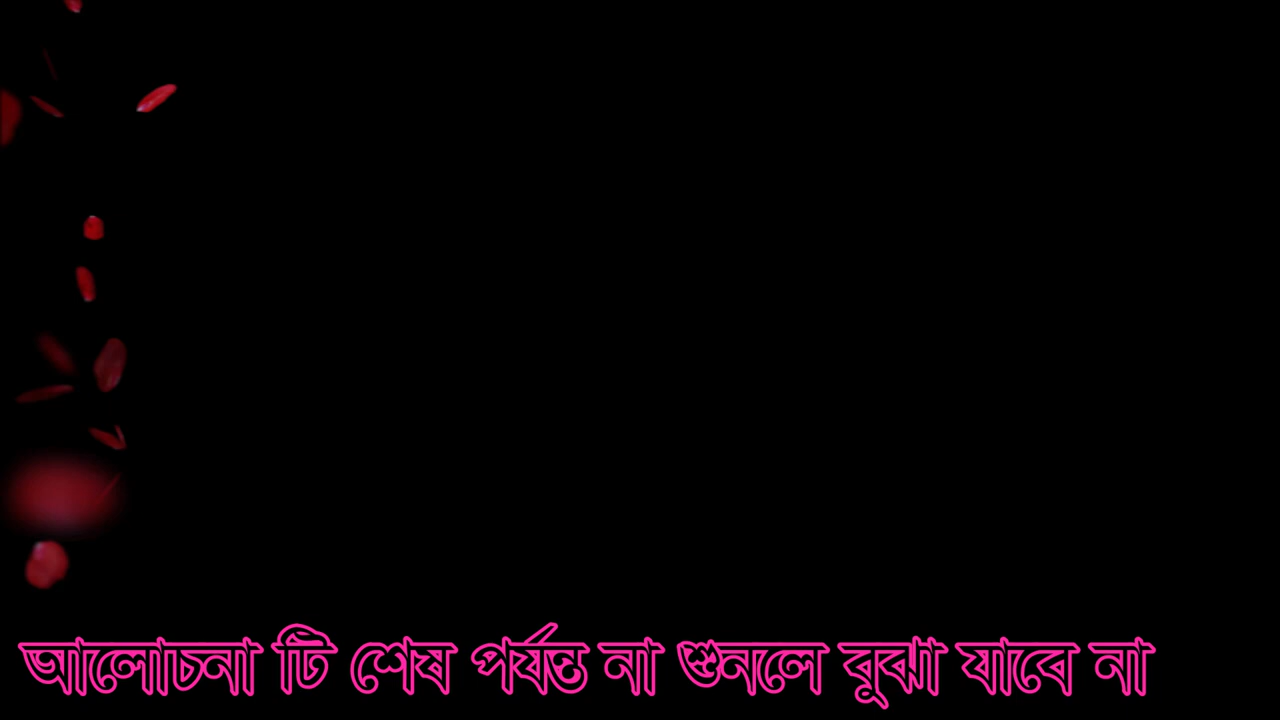 আলোচনা টি শেষ পর্যন্ত না শুনলে বুঝা যাবে না